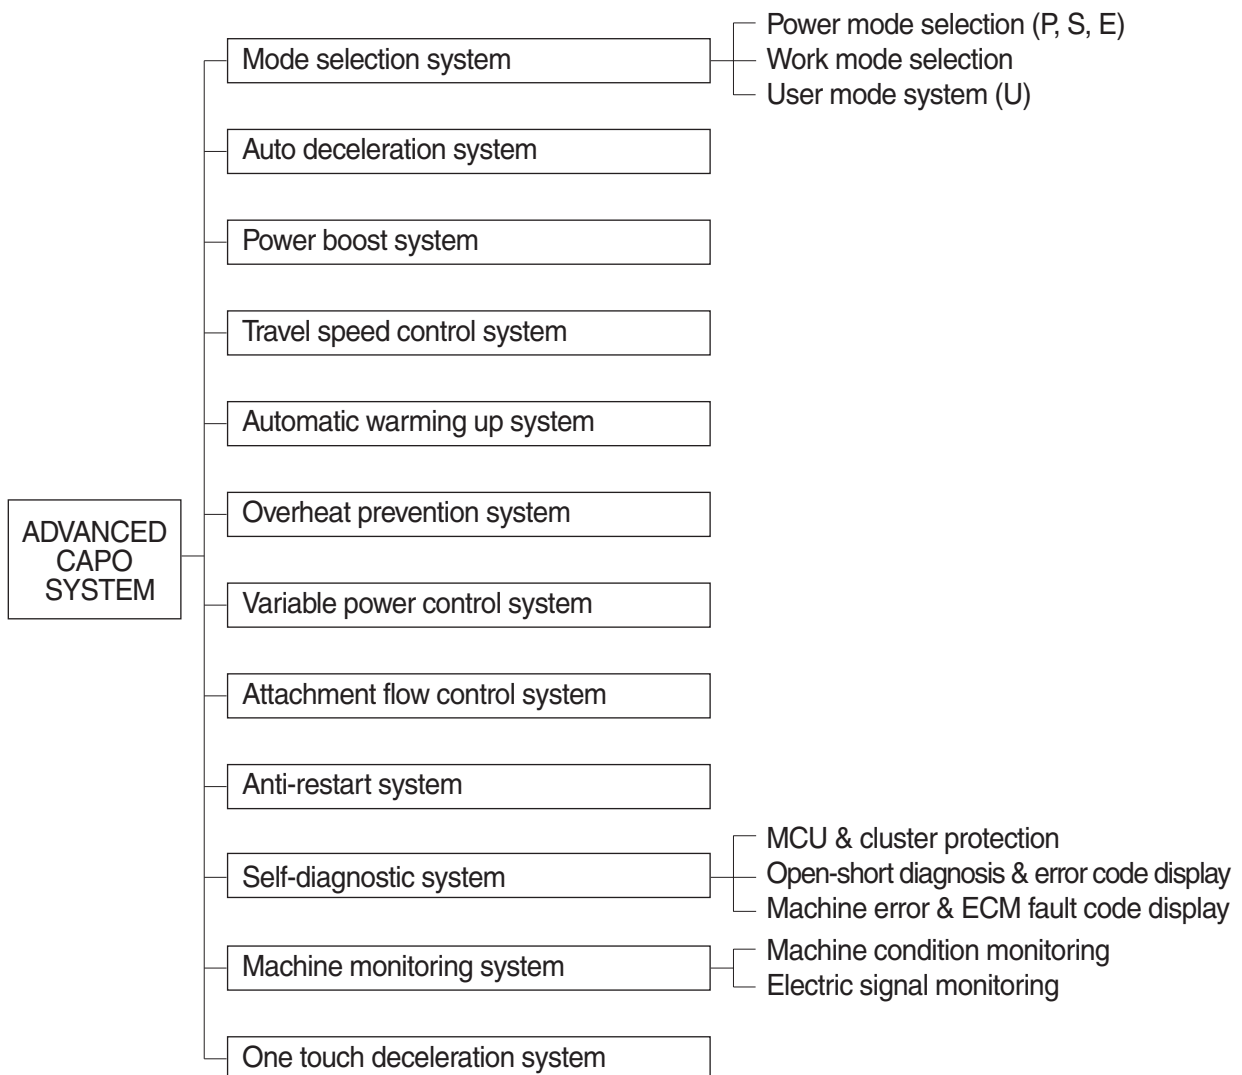 Mode selection system
Power mode selection (P, S, E)
Work mode selection
User mode system (U)
Auto deceleration system
Power boost system
Travel speed control system
Automatic warming up system
Overheat prevention system
ADVANCED
CAPO
SYSTEM
Variable power control system
Attachment flow control system
Anti-restart system
Self-diagnostic system
MCU & cluster protection
Open-short diagnosis & error code display
Machine error & ECM fault code display
Machine monitoring system
Machine condition monitoring
Electric signal monitoring
One touch deceleration system